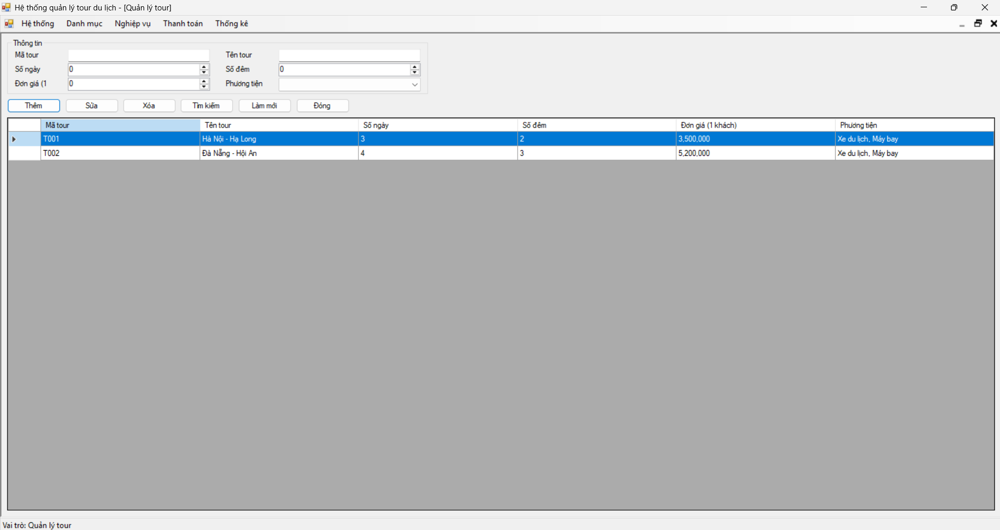 Hệ thống quản lý tour du lịch - [Quản lý tour]
Hệ thống Danh mục Nghiệp vụ Thanh toán Thống kê
Thông tin
Mã tour Tên tour
Số ngày 0 Số đêm 0
Đơn giá (1 0 Phương tiện
Thêm Sửa Xóa Tìm kiếm Làm mới Đóng
Mã tour Tên tour Số ngày Số đêm Đơn giá (1 khách) Phương tiện
T001 Hà Nội - Hạ Long 3 2 3,500,000 Xe du lịch, Máy bay
T002 Đà Nẵng - Hội An 4 3 5,200,000 Xe du lịch, Máy bay
Vai trò: Quản lý tour